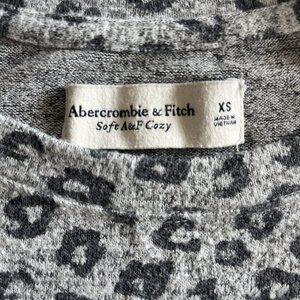 Abercrombie & Fitch
Soft A&F Cozy
XS
MADE IN
VIETNAM